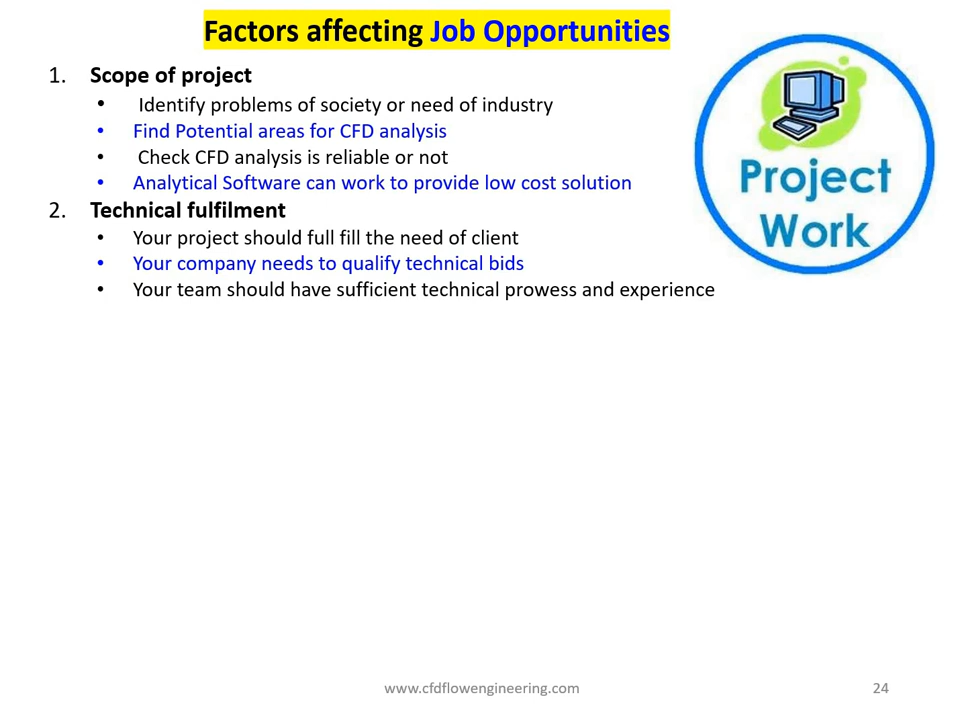 Factors affecting Job Opportunities
1. Scope of project
• Identify problems of society or need of industry
• Find Potential areas for CFD analysis
• Check CFD analysis is reliable or not
• Analytical Software can work to provide low cost solution
2. Technical fulfilment
• Your project should full fill the need of client
• Your company needs to qualify technical bids
• Your team should have sufficient technical prowess and experience
Project
Work
www.cfdflowengineering.com
24